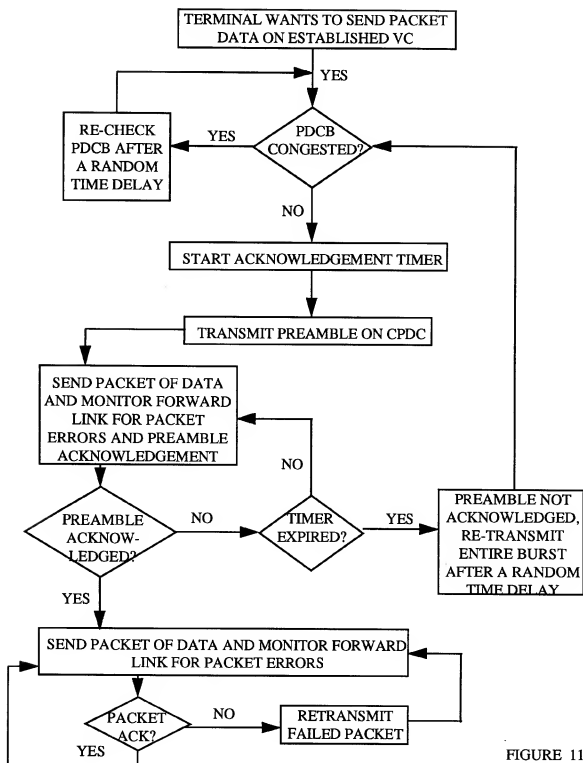 TERMINAL WANTS TO SEND PACKET
DATA ON ESTABLISHED VC
YES
RE-CHECK
PDCB AFTER
A RANDOM
TIME DELAY
YES
PDCB
CONGESTED?
NO
START ACKNOWLEDGEMENT TIMER
TRANSMIT PREAMBLE ON CPDC
SEND PACKET OF DATA
AND MONITOR FORWARD
LINK FOR PACKET
ERRORS AND PREAMBLE
ACKNOWLEDGEMENT
NO
PREAMBLE
ACKNOW-
LEDGED?
NO
TIMER
EXPIRED?
YES
PREAMBLE NOT
ACKNOWLEDGED,
RE-TRANSMIT
ENTIRE BURST
AFTER A RANDOM
TIME DELAY
YES
SEND PACKET OF DATA AND MONITOR FORWARD
LINK FOR PACKET ERRORS
PACKET
ACK?
NO
RETRANSMIT
FAILED PACKET
YES
FIGURE 11